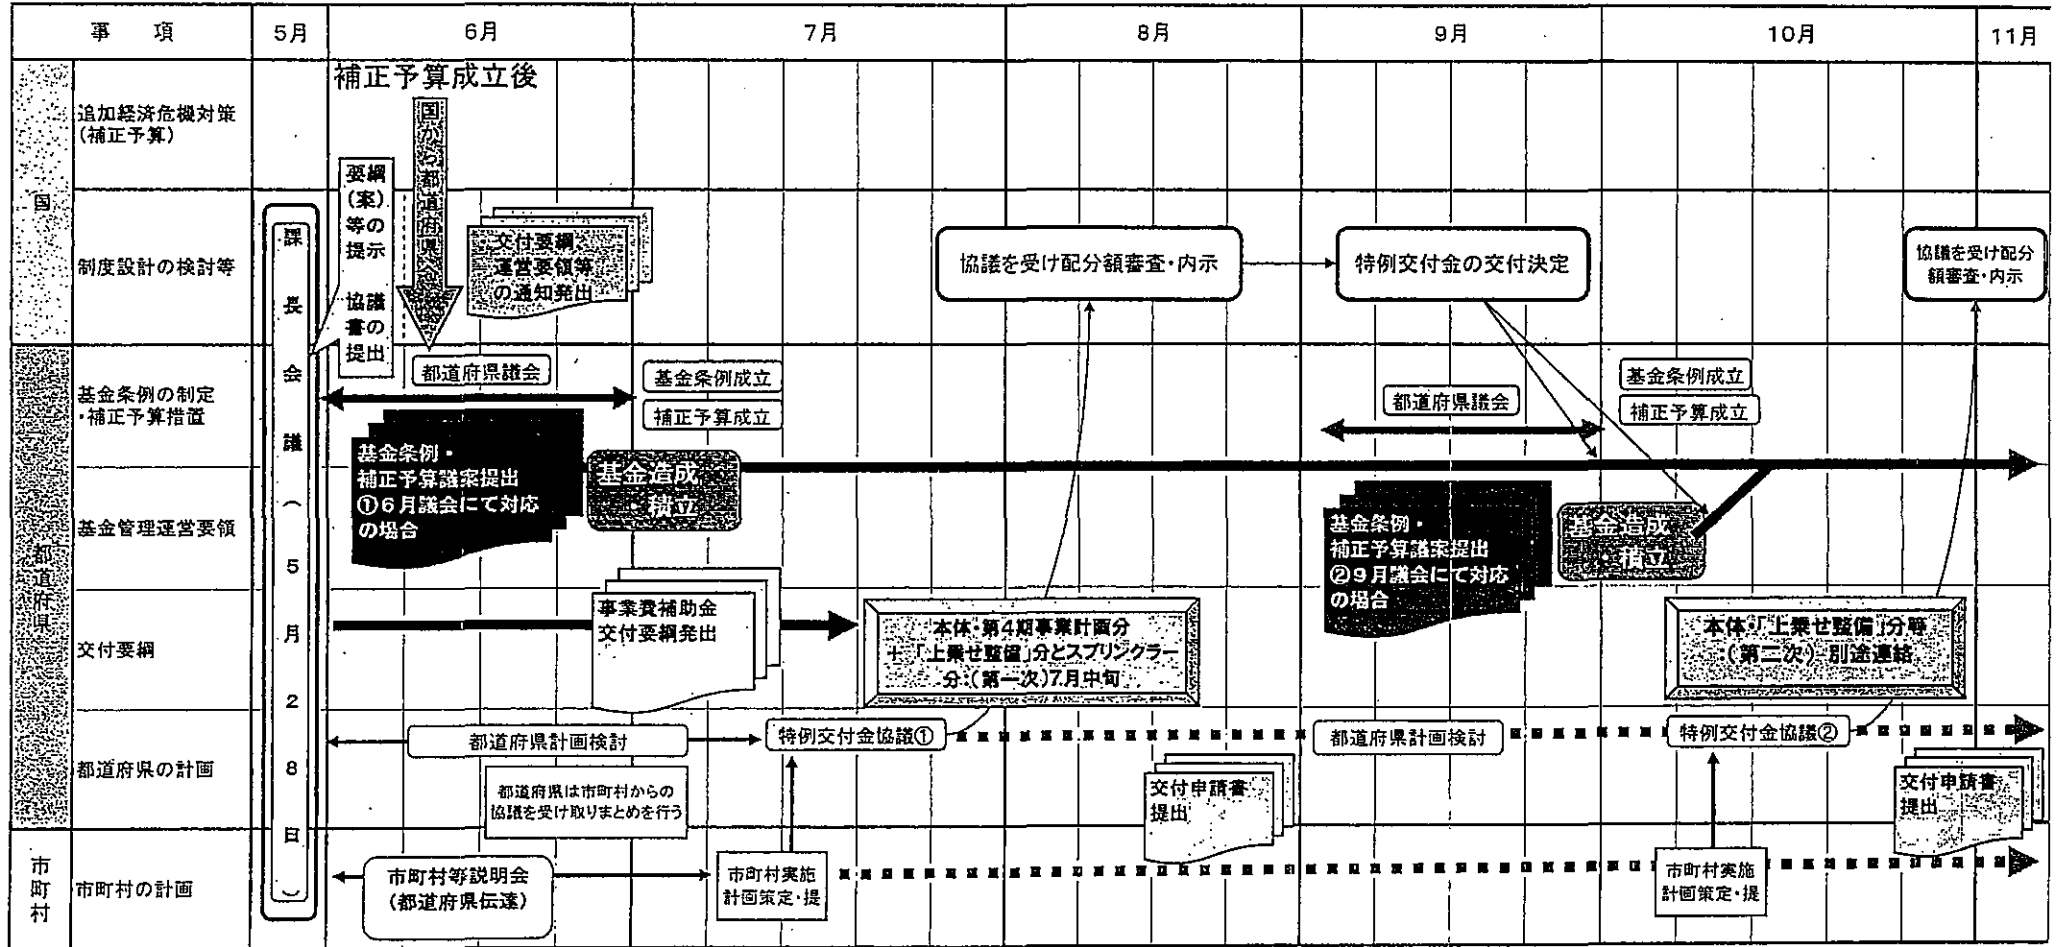 事 項
5月
6月
7月
8月
9月
10月
11月
国
追加経済危機対策
(補正予算)
補正予算成立後
国から都道府県へ
要綱
(案)
等の
提示
協議
書の
提出
制度設計の検討等
課長会議(5月28日)
交付要綱
運営要領等
の通知発出
協議を受け配分額審査・内示
特例交付金の交付決定
協議を受け配分
額審査・内示
都道府県
基金条例の制定
・補正予算措置
都道府県議会
基金条例成立
補正予算成立
都道府県議会
基金条例成立
補正予算成立
基金条例・
補正予算議案提出
①6月議会にて対応
の場合
基金造成
・積立
基金管理運営要領
基金条例・
補正予算議案提出
②9月議会にて対応
の場合
基金造成
・積立
交付要綱
事業費補助金
交付要綱発出
本体・第4期事業計画分
+「上乗せ整備」分とスプリングラー
分:(第一次)7月中旬
本体・「上乗せ整備」分等
:(第二次) 別途連絡
都道府県の計画
都道府県計画検討
特例交付金協議①
都道府県計画検討
特例交付金協議②
都道府県は市町村からの
協議を受け取りまとめを行う
交付申請書
提出
交付申請書
提出
市町村
市町村の計画
市町村等説明会
(都道府県伝達)
市町村実施
計画策定・提
市町村実施
計画策定・提